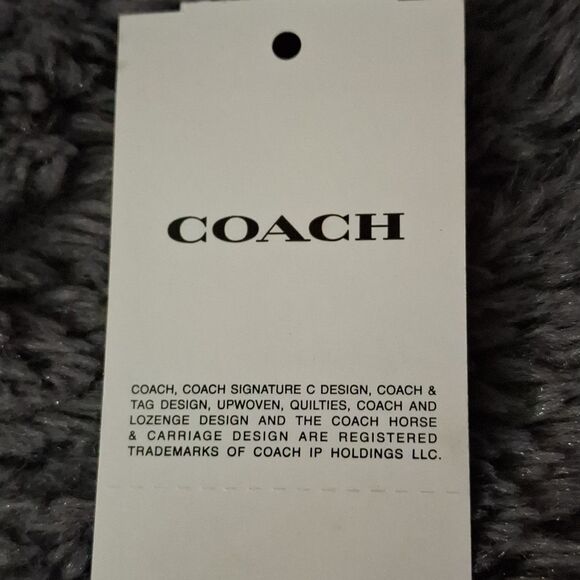 COACH
COACH, COACH SIGNATURE C DESIGN, COACH &
TAG DESIGN, UPWOVEN, QUILTIES, COACH AND
LOZENGE DESIGN AND THE COACH HORSE
& CARRIAGE DESIGN ARE REGISTERED
TRADEMARKS OF COACH IP HOLDINGS LLC.